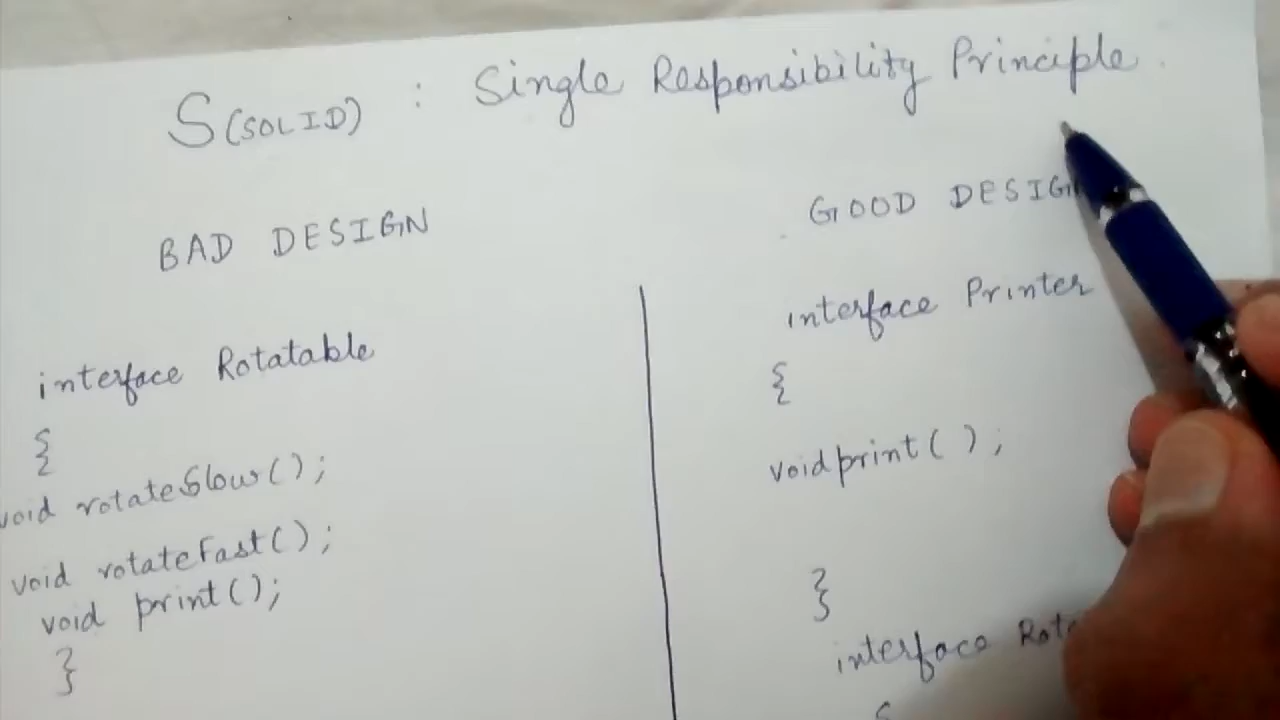 S(SOLID) : Single Responsibility Principle.
BAD DESIGN
interface Rotatable
{
void rotateSlow();
void rotateFast();
void print();
}
GOOD DESIGN
interface Printer
{
void print();
}
interface
{